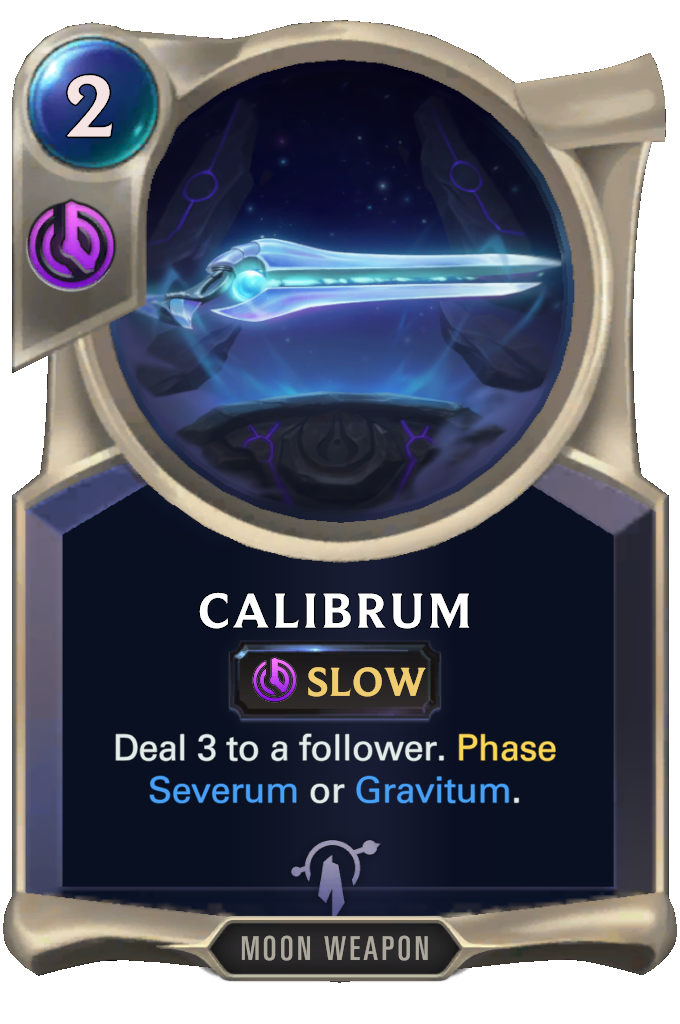 2
CALIBRUM
SLOW
Deal 3 to a follower. Phase
Severum or Gravitum.
MOON WEAPON